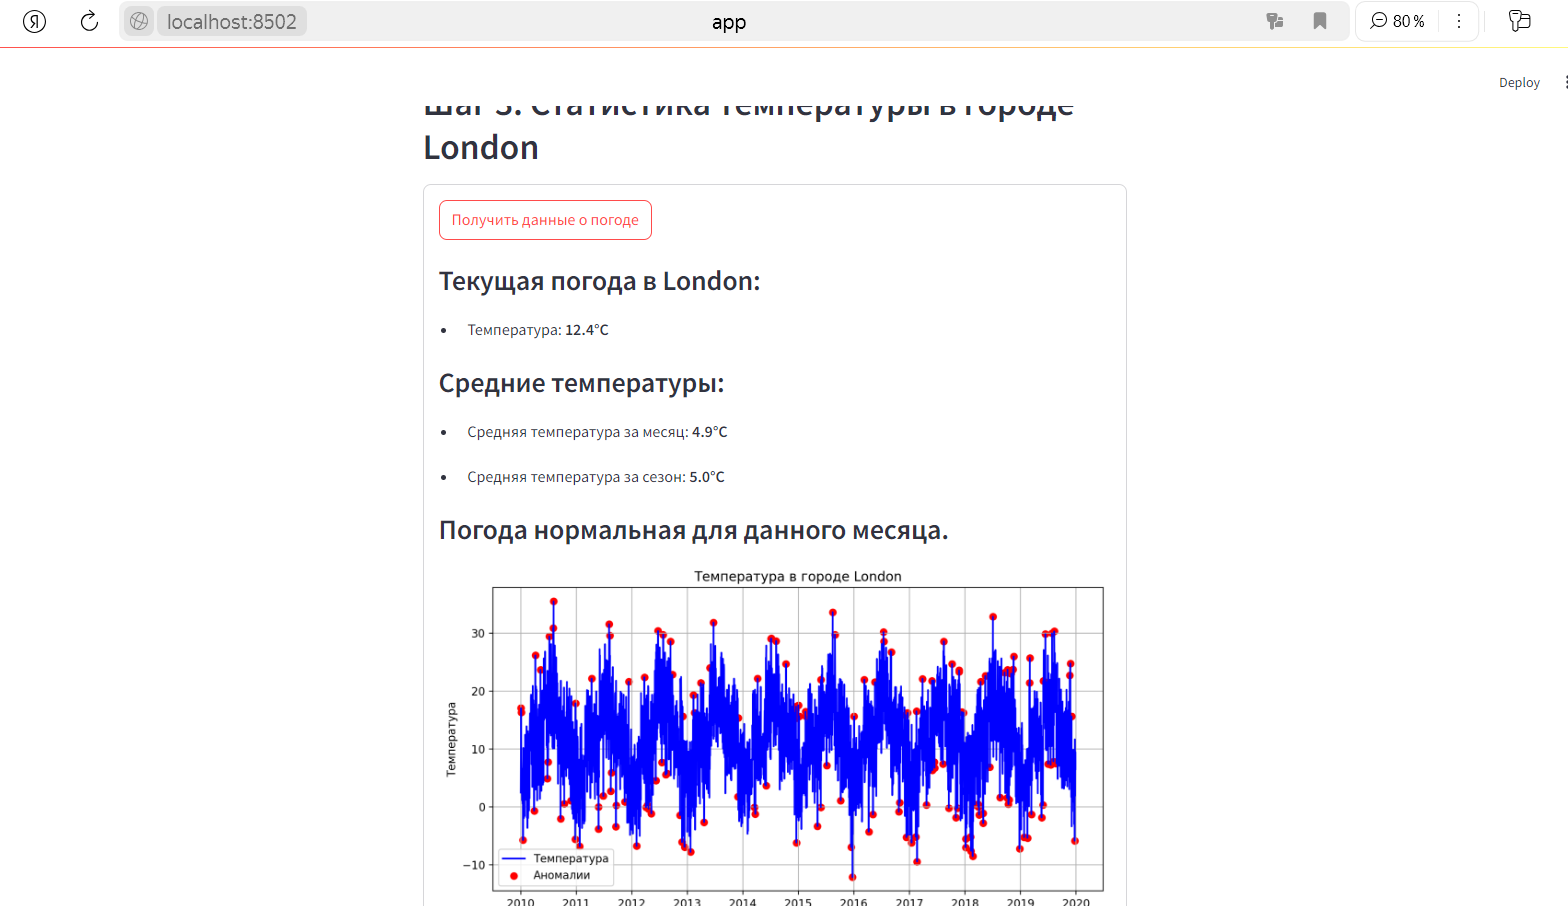 Я
localhost:8502
app
80 %
Deploy
Шаг 3. Статистика температуры в городе
London
Получить данные о погоде
Текущая погода в London:
Температура: 12.4°C
Средние температуры:
Средняя температура за месяц: 4.9°C
Средняя температура за сезон: 5.0°C
Погода нормальная для данного месяца.
Температура в городе London
Температура
30
20
10
0
−10
Температура
Аномалии
2010 2011 2012 2013 2014 2015 2016 2017 2018 2019 2020